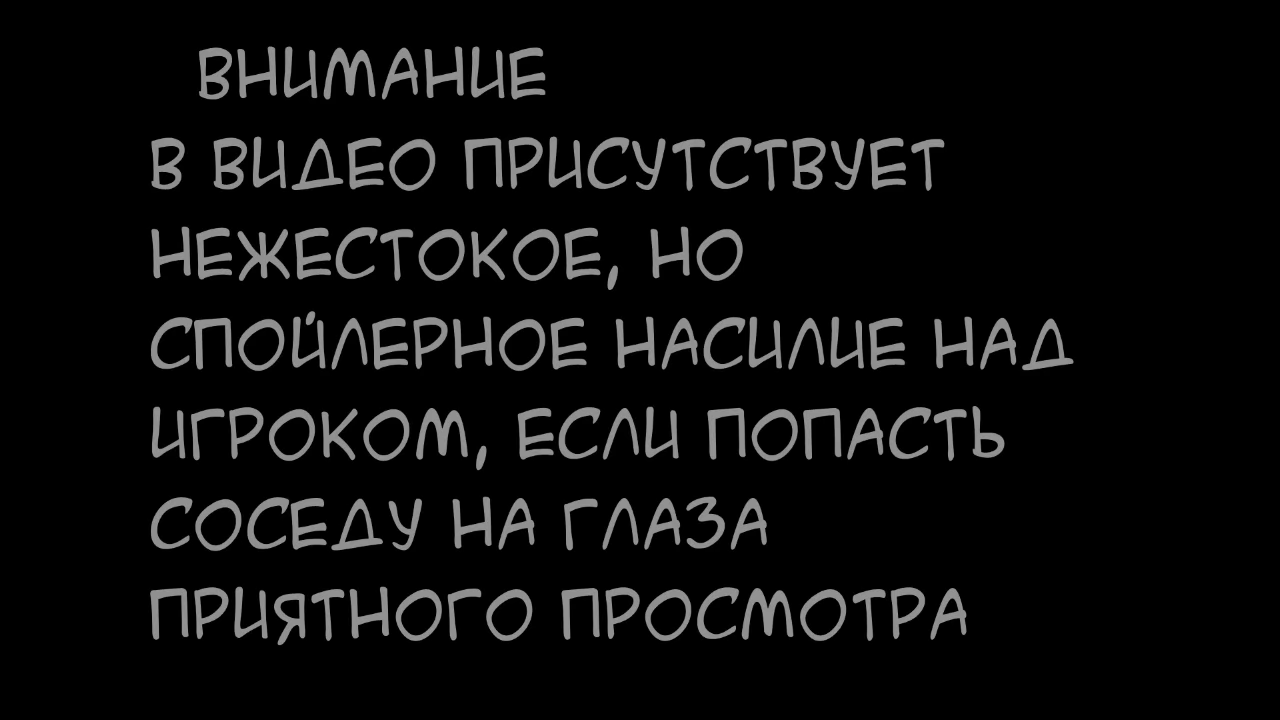 ВНИМАНИЕ
В ВИДЕО ПРИСУТСТВУЕТ
НЕЖЕСТОКОЕ, НО
СПОЙЛЕРНОЕ НАСИЛИЕ НАД
ИГРОКОМ, ЕСЛИ ПОПАСТЬ
СОСЕДУ НА ГЛАЗА
ПРИЯТНОГО ПРОСМОТРА